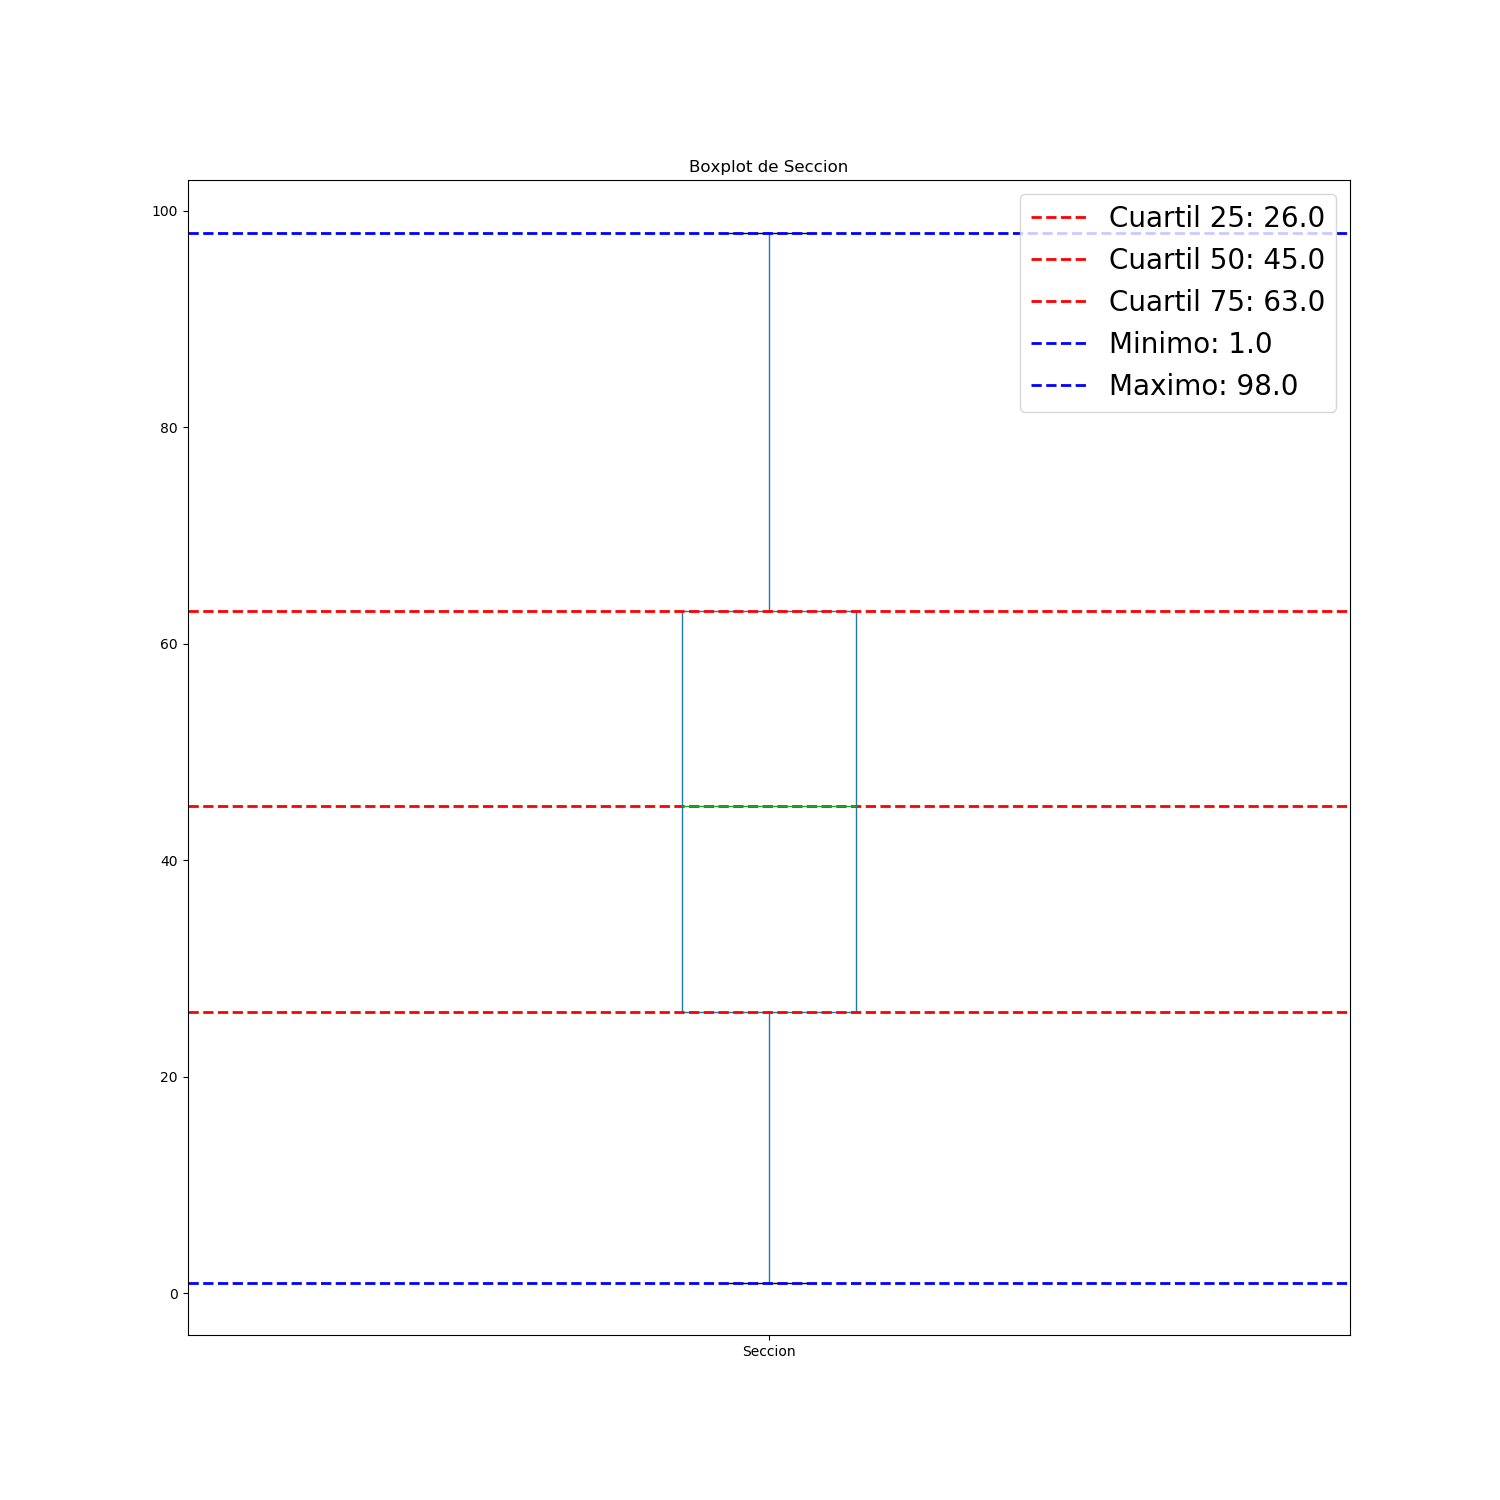 Boxplot de Seccion
100
80
60
40
20
0
Cuartil 25: 26.0
Cuartil 50: 45.0
Cuartil 75: 63.0
Minimo: 1.0
Maximo: 98.0
Seccion